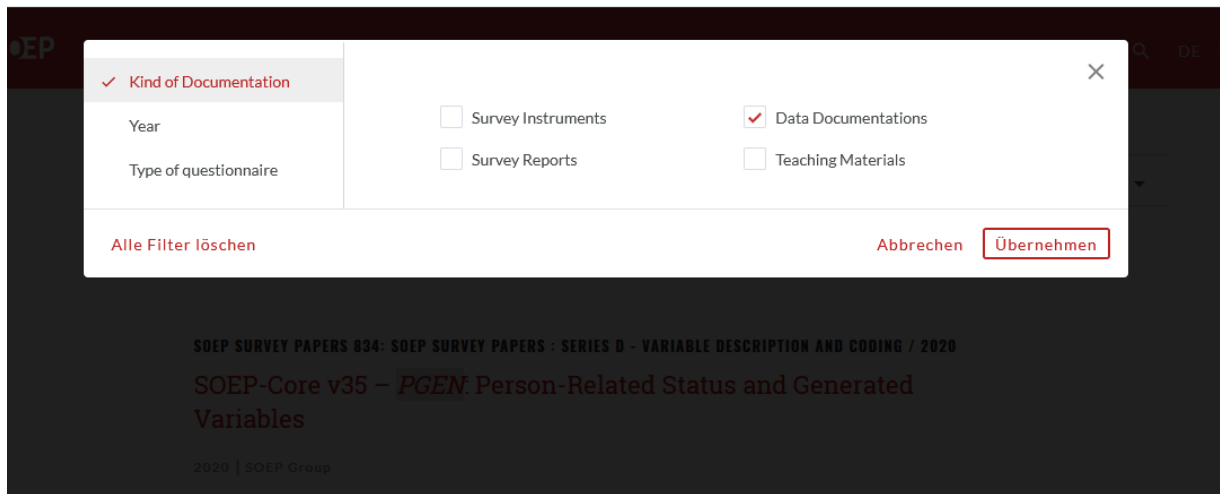 DE
Kind of Documentation
Year
Type of questionnaire
Survey Instruments
Data Documentations
Survey Reports
Teaching Materials
Alle Filter löschen
Abbrechen
Übernehmen
SOEP SURVEY PAPERS 834: SOEP SURVEY PAPERS : SERIES D - VARIABLE DESCRIPTION AND CODING / 2020
SOEP-Core v35 – PGEN: Person-Related Status and Generated
Variables
2020 | SOEP Group